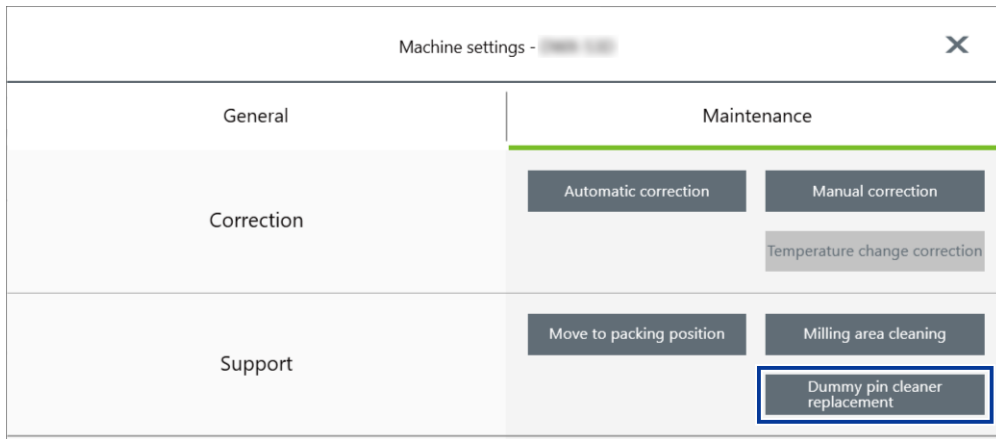 Machine settings -
General
Maintenance
Correction
Automatic correction
Manual correction
Temperature change correction
Support
Move to packing position
Milling area cleaning
Dummy pin cleaner
replacement